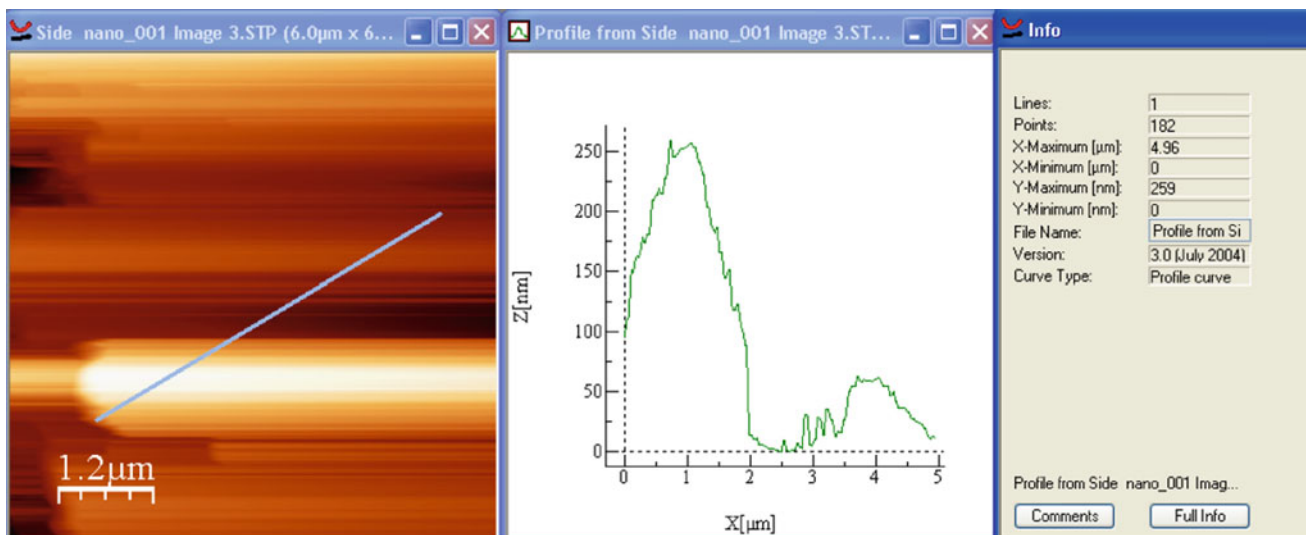 Side nano_001 Image 3.STP (6.0µm x 6...
1.2µm
Profile from Side nano_001 Image 3.ST...
Z[nm]
250
200
150
100
50
0
0 1 2 3 4 5
X[µm]
Info
Lines: 1
Points: 182
X-Maximum [µm]: 4.96
X-Minimum [µm]: 0
Y-Maximum [nm]: 259
Y-Minimum [nm]: 0
File Name: Profile from Si
Version: 3.0 (July 2004)
Curve Type: Profile curve
Profile from Side nano_001 Imag...
Comments Full Info